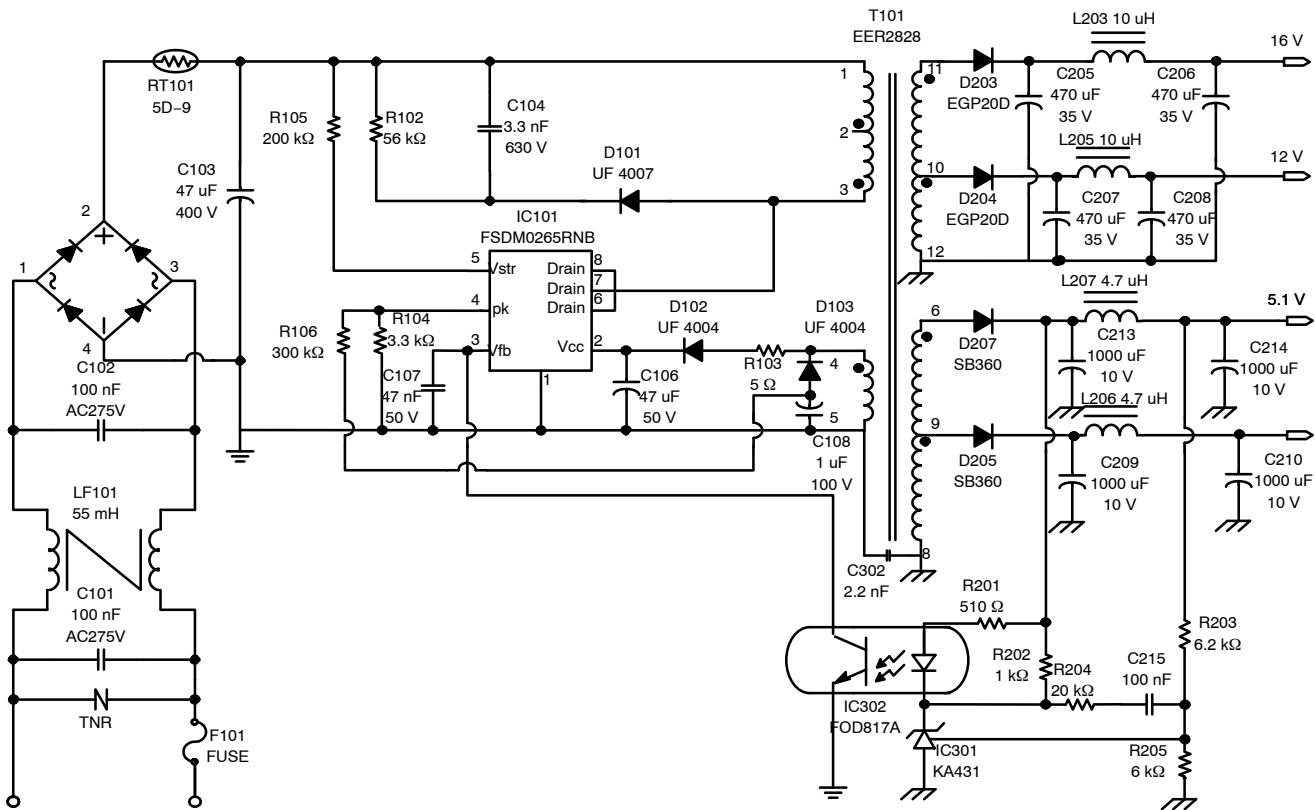 T101
EER2828
L203 10 uH
16 V
RT101
5D-9
1
11
D203
EGP20D
C205
470 uF
35 V
C206
470 uF
35 V
C104
3.3 nF
630 V
R105
200 kΩ
R102
56 kΩ
2
L205 10 uH
12 V
D101
UF 4007
C103
47 uF
400 V
3
10
D204
EGP20D
C207
470 uF
35 V
C208
470 uF
35 V
2
IC101
FSDM0265RNB
12
1
3
5
Vstr
Drain
8
Drain
7
Drain
6
L207 4.7 uH
5.1 V
4
Ipk
R106
300 kΩ
R104
3.3 kΩ
D102
UF 4004
D103
UF 4004
6
D207
SB360
C213
1000 uF
10 V
C214
1000 uF
10 V
4
3
Vfb
Vcc
2
R103
5 Ω
4
C102
100 nF
AC275V
C107
47 nF
50 V
1
C106
47 uF
50 V
5
L206 4.7 uH
9
C108
1 uF
100 V
D205
SB360
C209
1000 uF
10 V
C210
1000 uF
10 V
LF101
55 mH
8
C302
2.2 nF
C101
100 nF
AC275V
R201
510 Ω
R203
6.2 kΩ
R202
1 kΩ
R204
20 kΩ
C215
100 nF
TNR
IC302
FOD817A
F101
FUSE
IC301
KA431
R205
6 kΩ